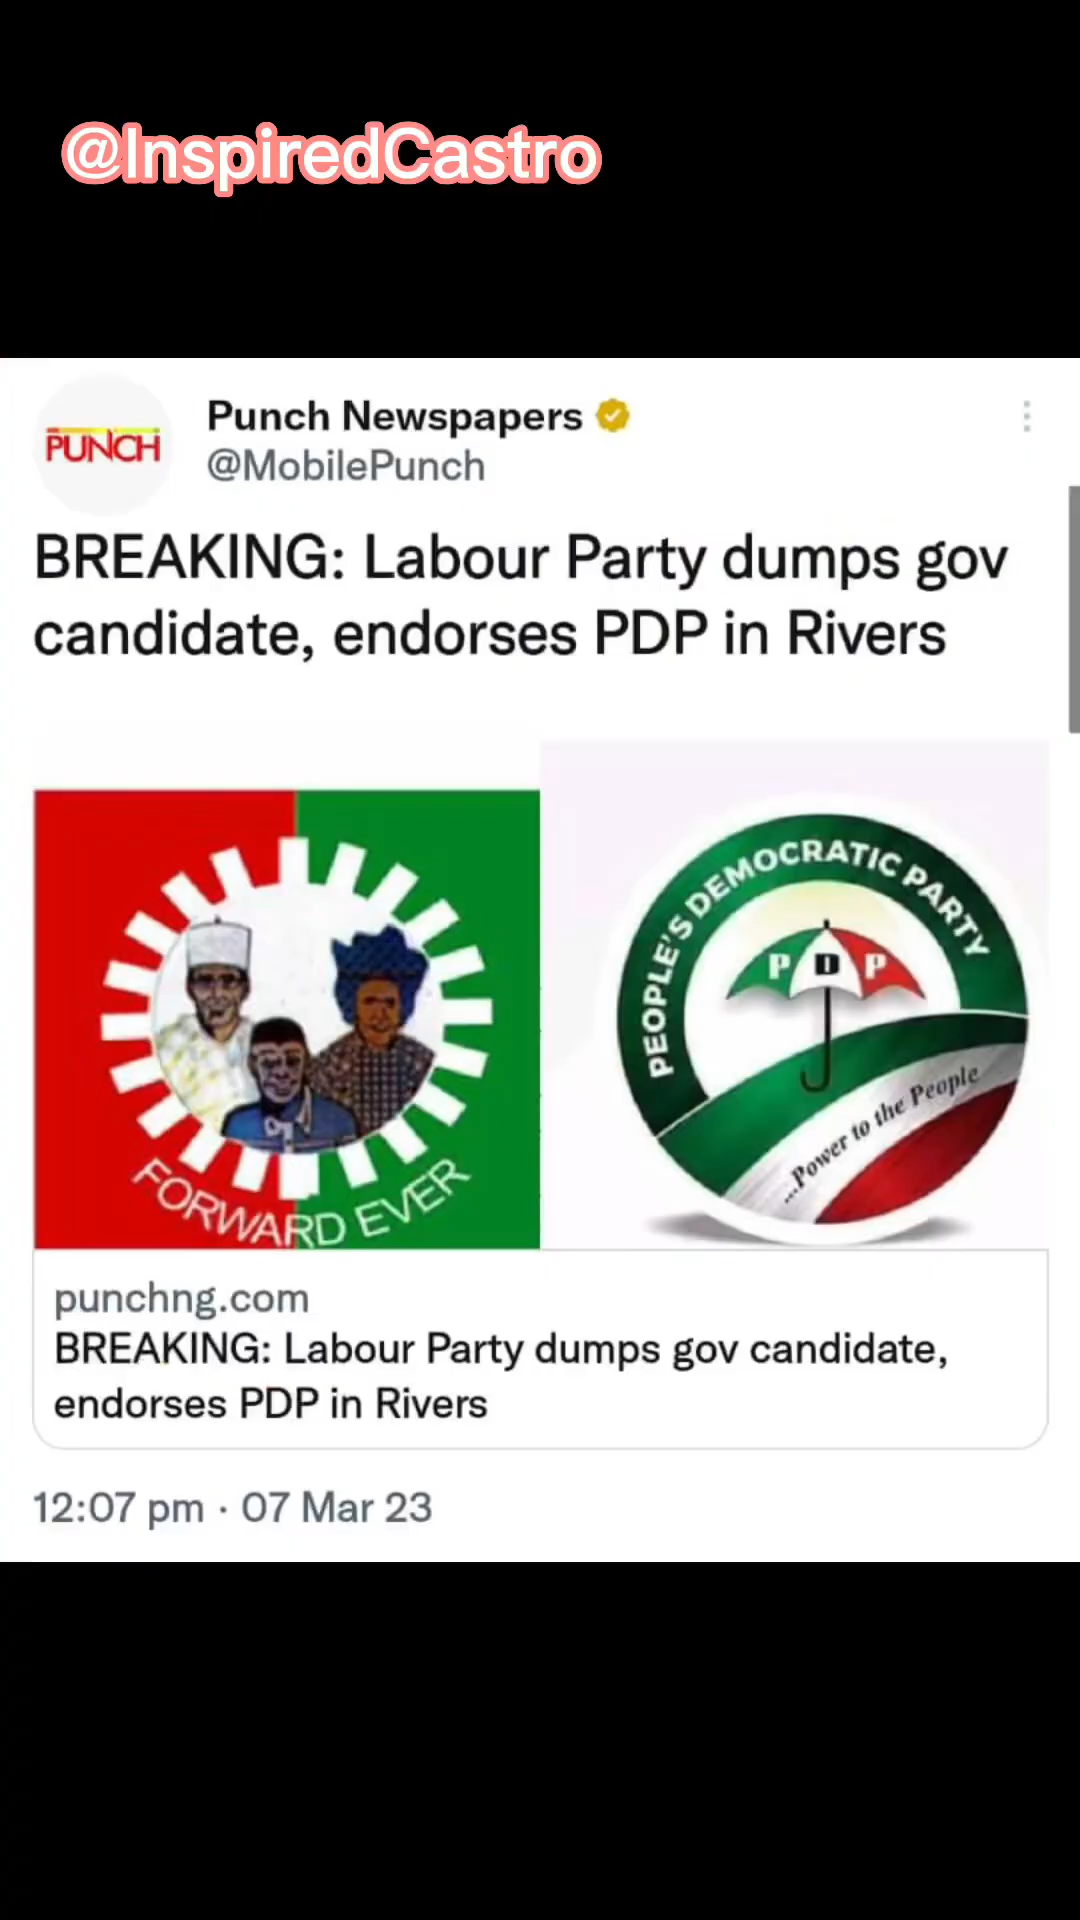 @InspiredCastro
PUNCH
Punch Newspapers
@MobilePunch
BREAKING: Labour Party dumps gov
candidate, endorses PDP in Rivers
FORWARD EVER
PEOPLE'S DEMOCRATIC PARTY
P D P
...Power to the People
punchng.com
BREAKING: Labour Party dumps gov candidate,
endorses PDP in Rivers
12:07 pm · 07 Mar 23